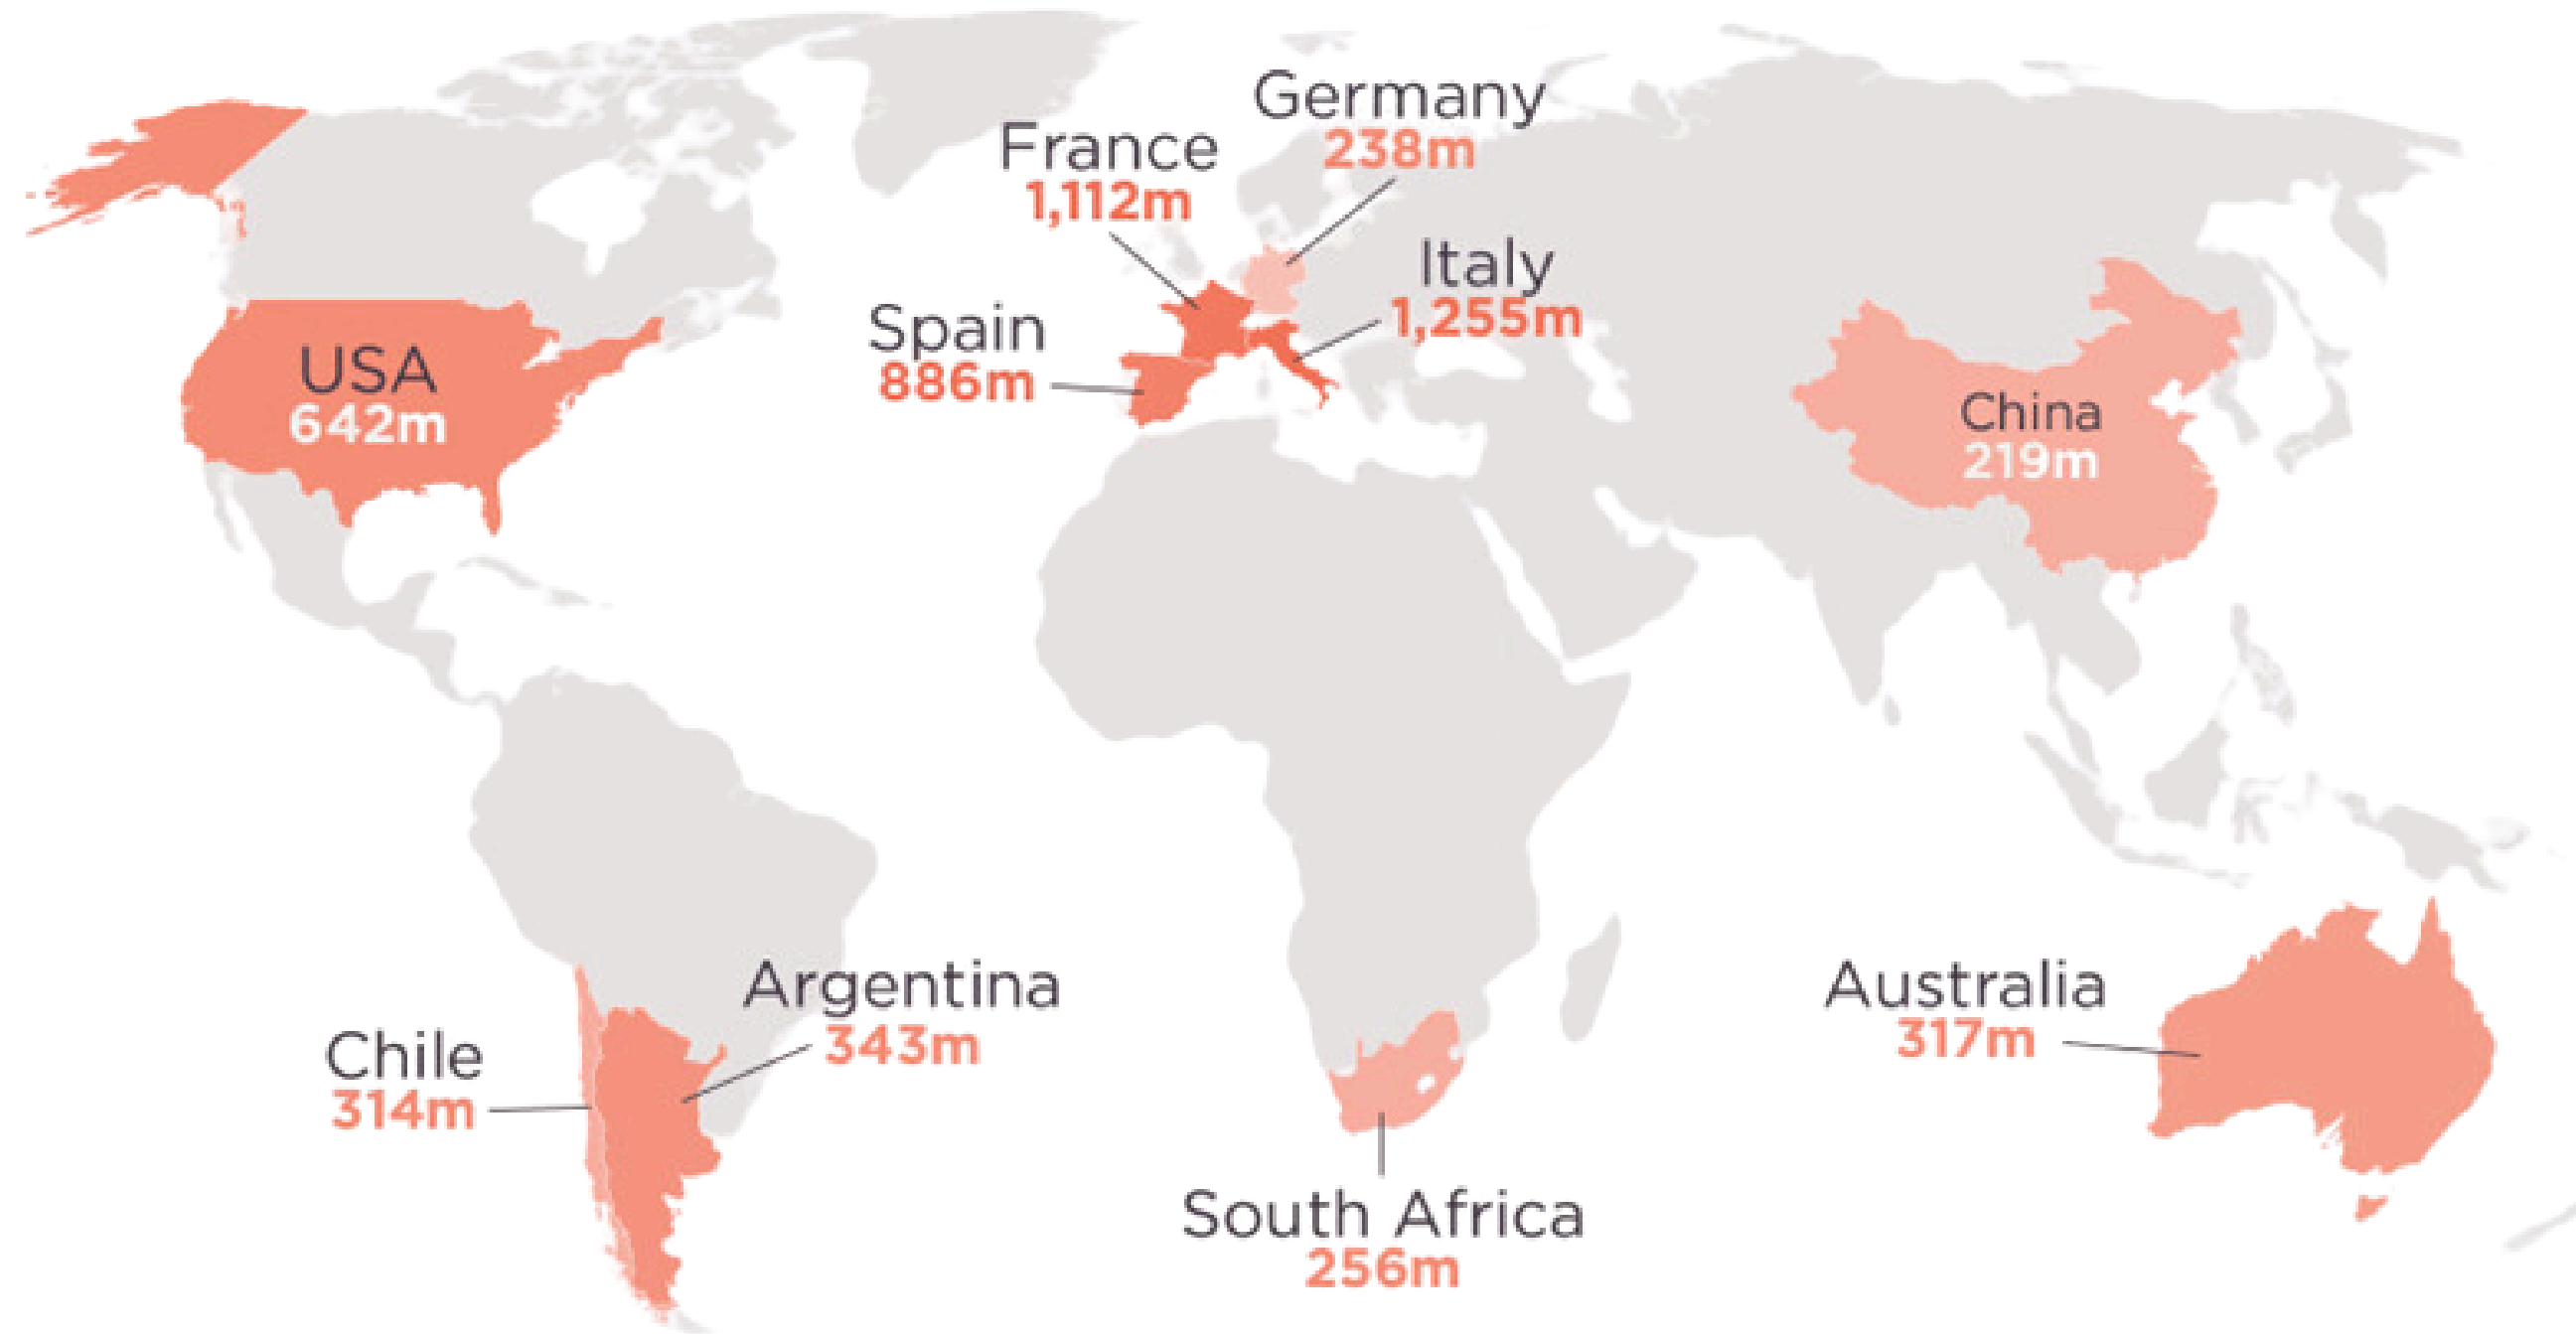 Germany
238m
France
1,112m
Italy
1,255m
Spain
886m
USA
642m
China
219m
Argentina
343m
Chile
314m
Australia
317m
South Africa
256m